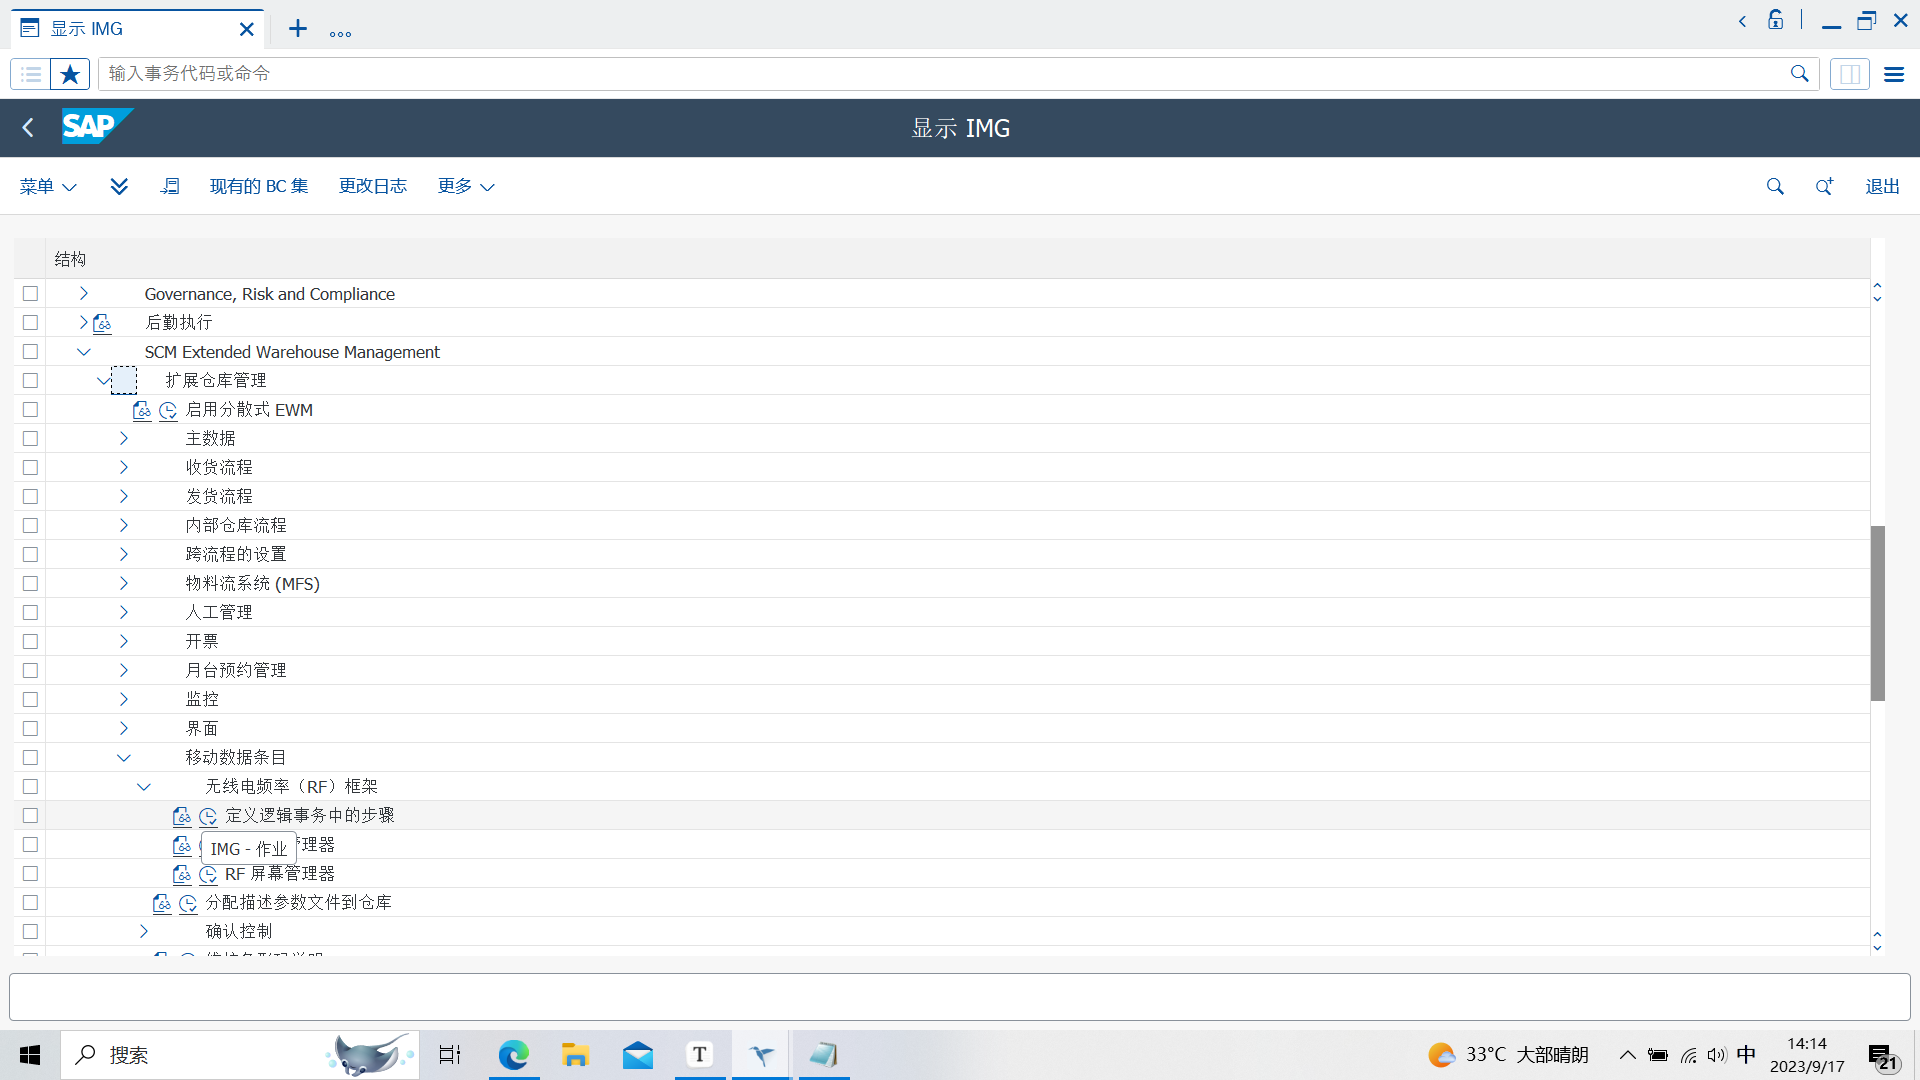 显示 IMG
输入事务代码或命令
SAP
显示 IMG
菜单
现有的 BC 集
更改日志
更多
退出
结构
Governance, Risk and Compliance
后勤执行
SCM Extended Warehouse Management
扩展仓库管理
启用分散式 EWM
主数据
收货流程
发货流程
内部仓库流程
跨流程的设置
物料流系统 (MFS)
人工管理
开票
月台预约管理
监控
界面
移动数据条目
无线电频率（RF）框架
定义逻辑事务中的步骤
IMG - 作业
理器
RF 屏幕管理器
分配描述参数文件到仓库
确认控制
搜索
T
33°C 大部晴朗
中
14:14
2023/9/17
21